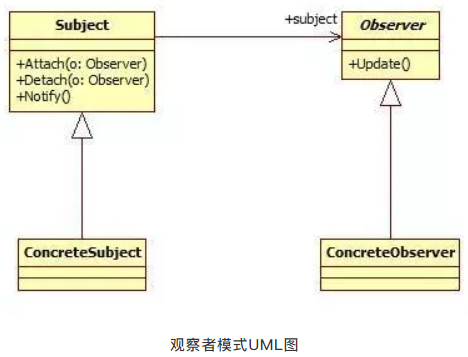 Subject
+Attach(o: Observer)
+Detach(o: Observer)
+Notify()
+subject
Observer
+Update()
ConcreteSubject
ConcreteObserver
观察者模式UML图